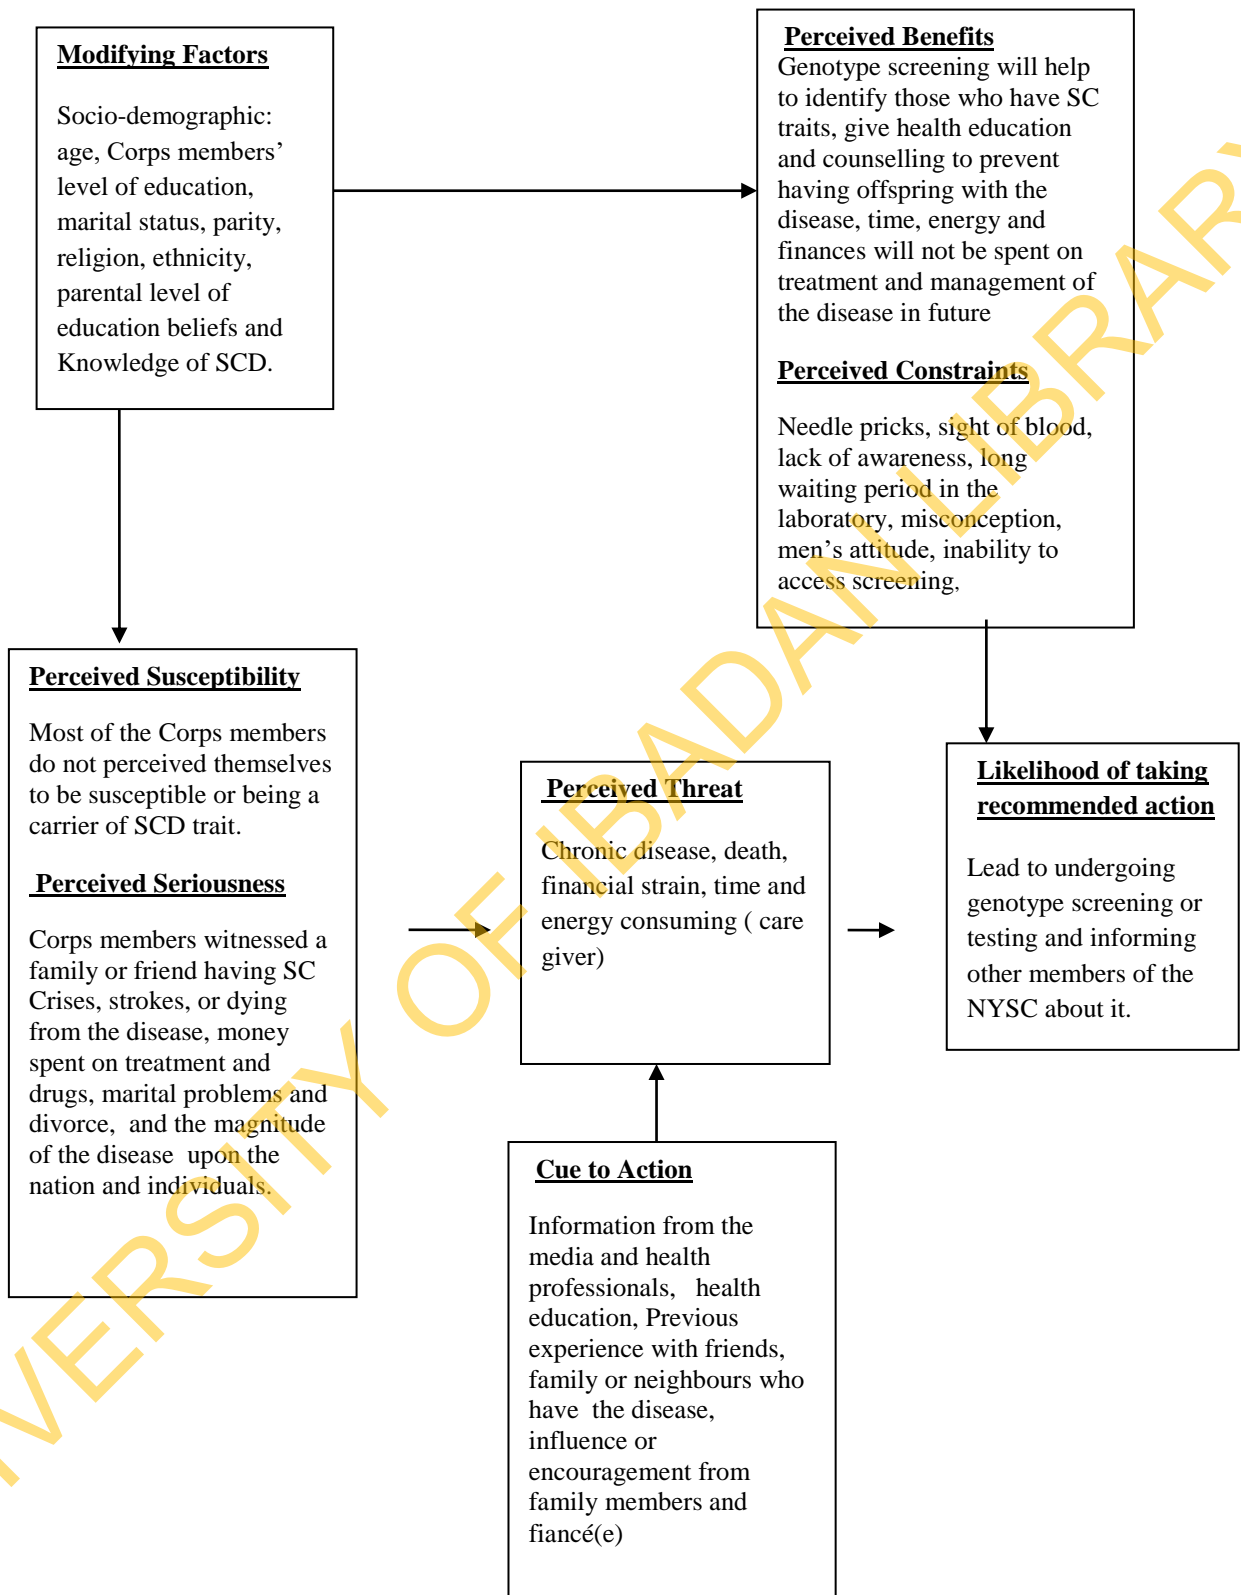 Modifying Factors
Socio-demographic:
age, Corps members’
level of education,
marital status, parity,
religion, ethnicity,
parental level of
education beliefs and
Knowledge of SCD.
Perceived Benefits
Genotype screening will help
to identify those who have SC
traits, give health education
and counselling to prevent
having offspring with the
disease, time, energy and
finances will not be spent on
treatment and management of
the disease in future
Perceived Constraints
Needle pricks, sight of blood,
lack of awareness, long
waiting period in the
laboratory, misconception,
men’s attitude, inability to
access screening,
Perceived Susceptibility
Most of the Corps members
do not perceived themselves
to be susceptible or being a
carrier of SCD trait.
Perceived Seriousness
Corps members witnessed a
family or friend having SC
Crises, strokes, or dying
from the disease, money
spent on treatment and
drugs, marital problems and
divorce, and the magnitude
of the disease upon the
nation and individuals.
Perceived Threat
Chronic disease, death,
financial strain, time and
energy consuming ( care
giver)
Likelihood of taking
recommended action
Lead to undergoing
genotype screening or
testing and informing
other members of the
NYSC about it.
Cue to Action
Information from the
media and health
professionals, health
education, Previous
experience with friends,
family or neighbours who
have the disease,
influence or
encouragement from
family members and
fiancé(e)
IVERSITY OF IBADAN LIBRARY